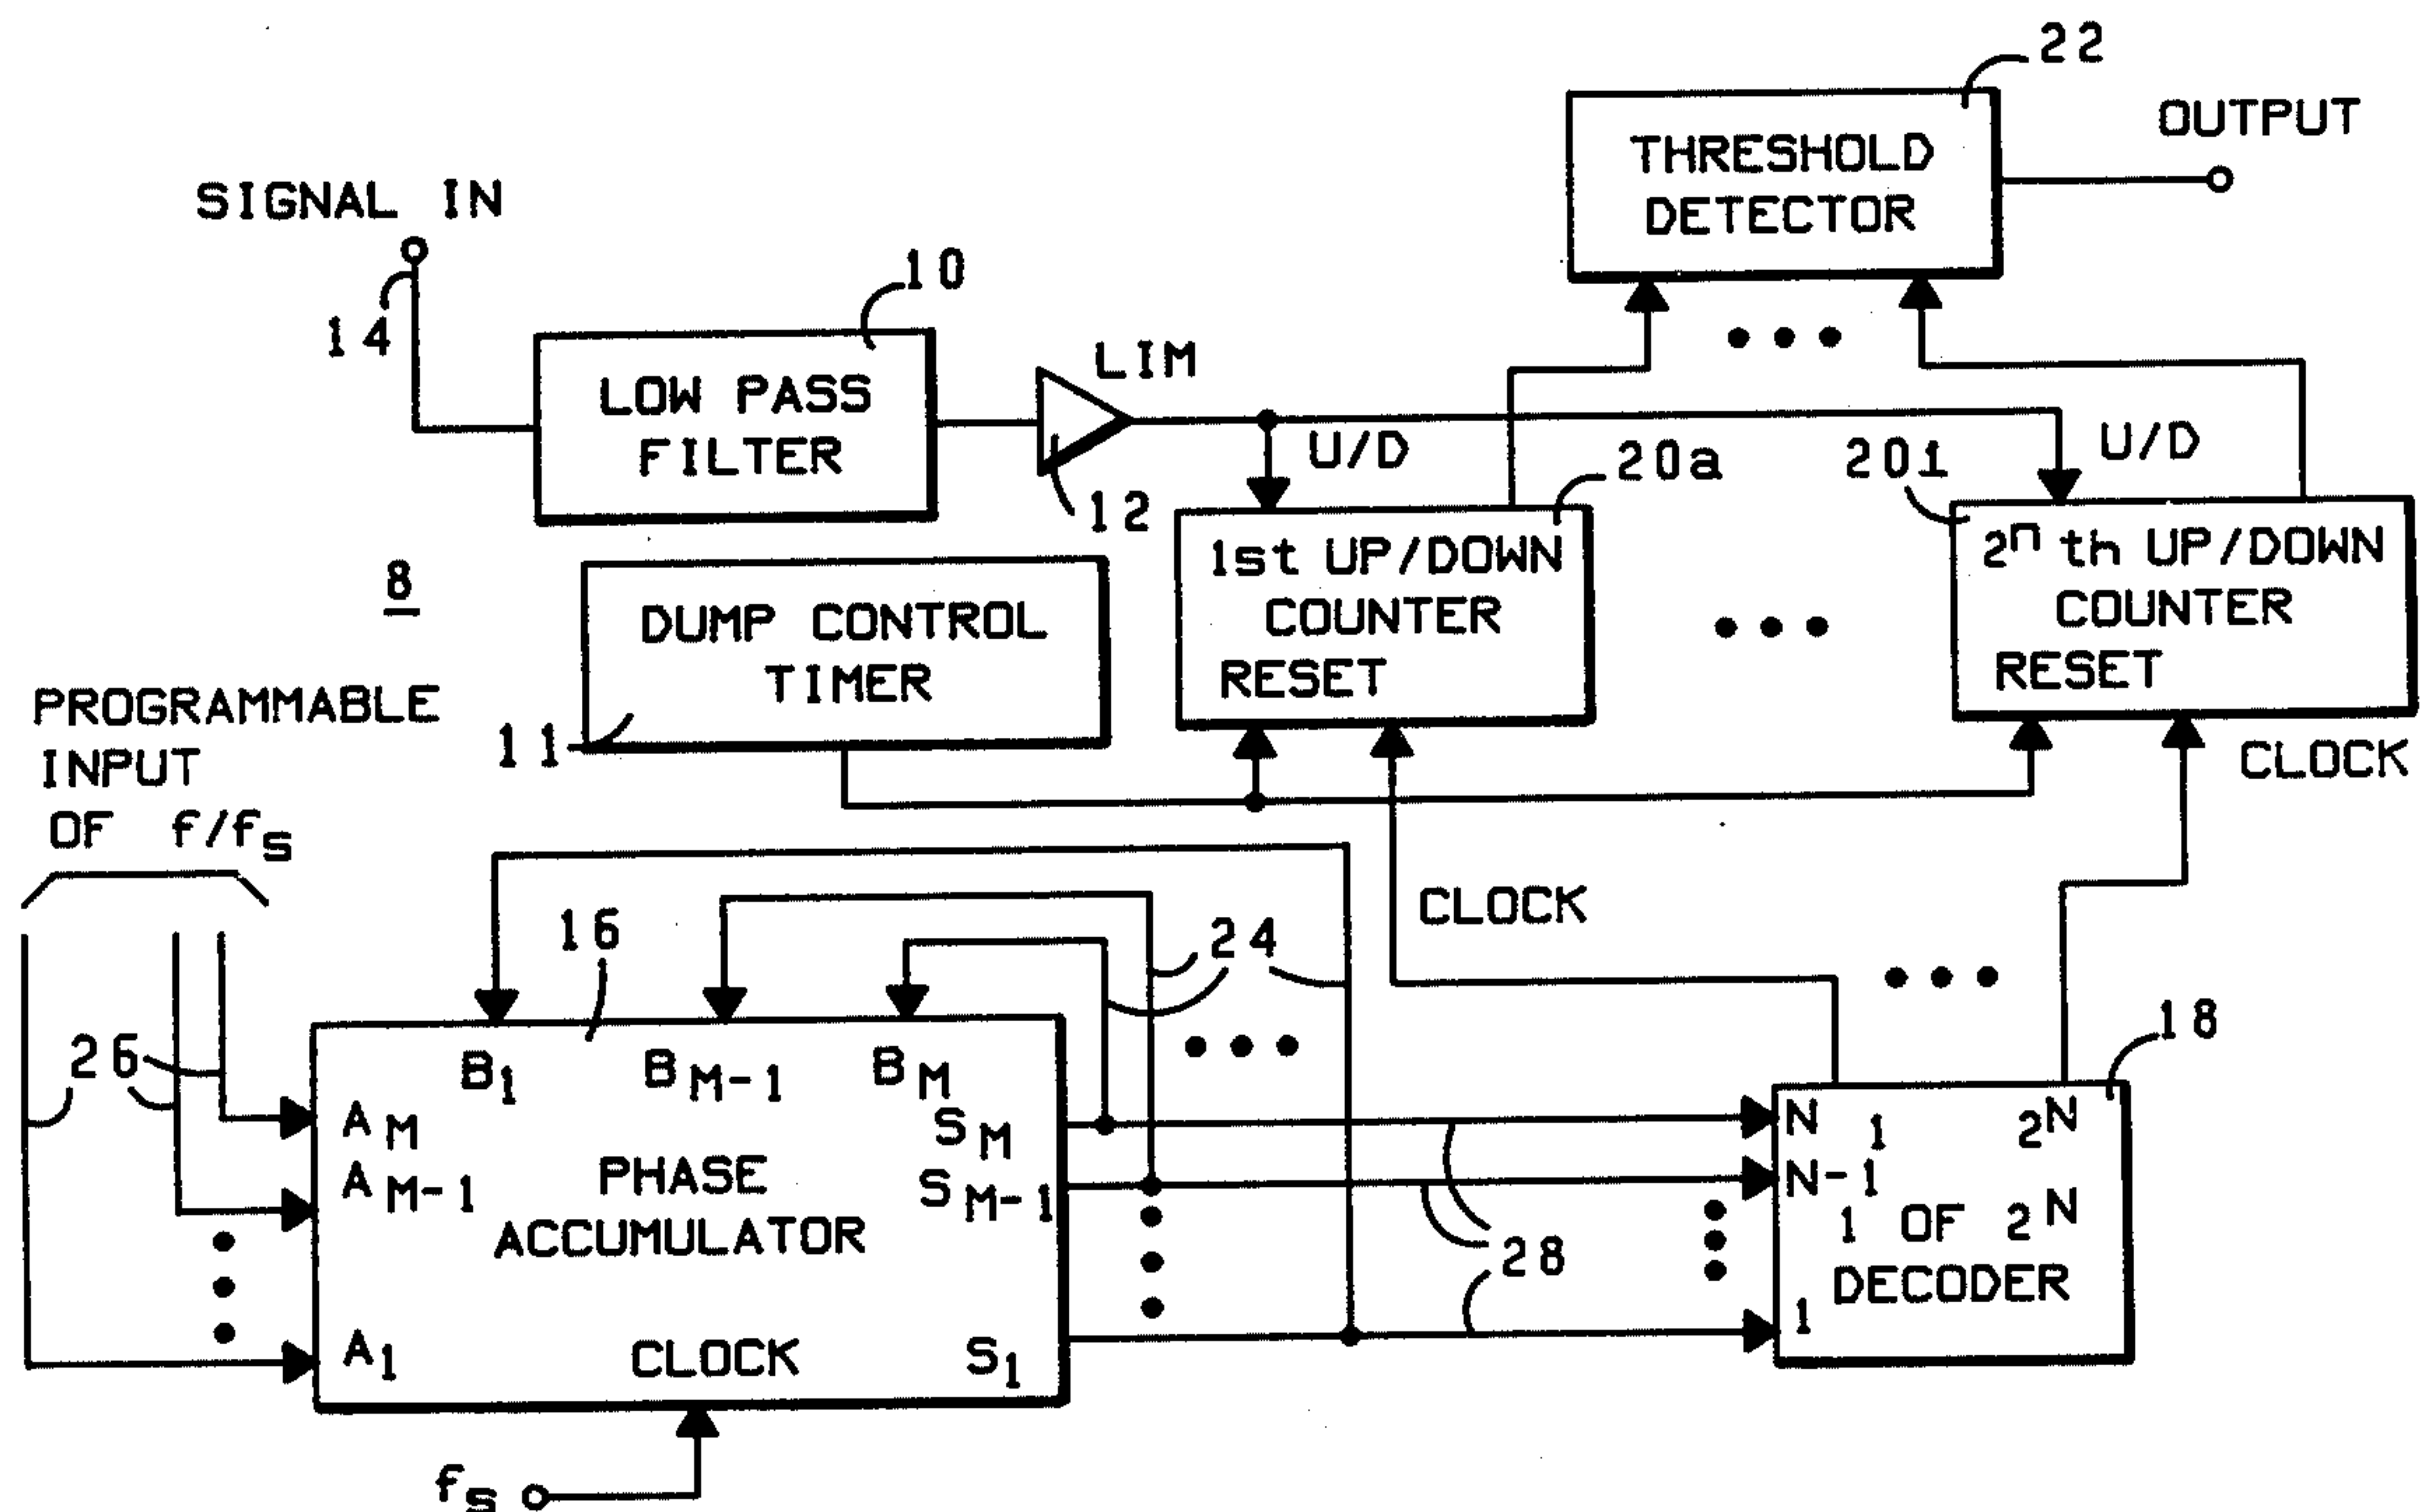 22
OUTPUT
THRESHOLD
DETECTOR
SIGNAL IN
14
10
LOW PASS
FILTER
LIM
12
U/D
20a
20i
U/D
1st UP/DOWN
COUNTER
RESET
2ⁿ th UP/DOWN
COUNTER
RESET
8
DUMP CONTROL
TIMER
11
CLOCK
PROGRAMMABLE
INPUT
OF f/fs
CLOCK
16
24
26
18
B1
BM-1
BM
AM
AM-1
A1
PHASE
ACCUMULATOR
CLOCK
SM
SM-1
S1
28
N
N-1
1
1
2^N
1 OF 2^N
DECODER
fs